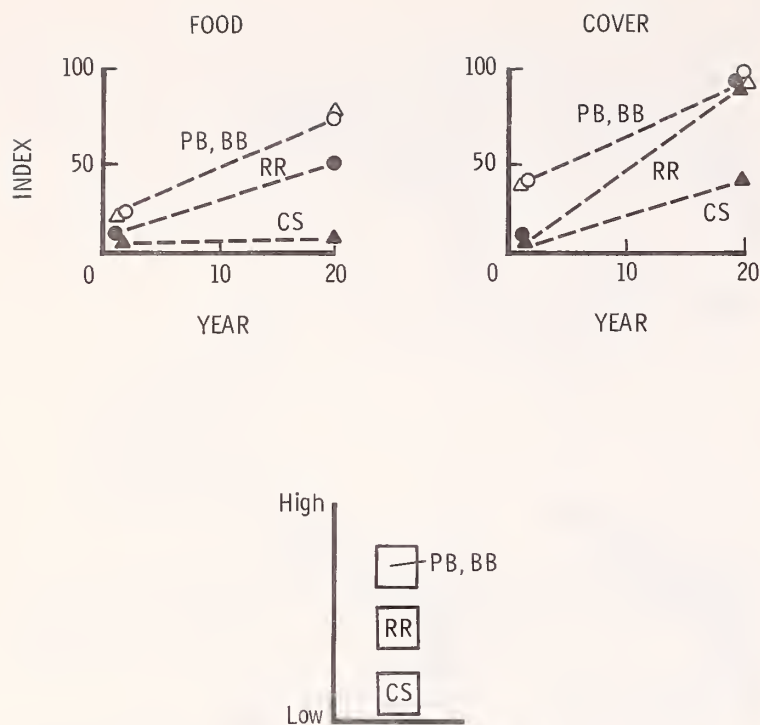 FOOD
COVER
100
50
INDEX
PB, BB
RR
CS
0
10
20
YEAR
100
50
PB, BB
RR
CS
0
10
20
YEAR
High
PB, BB
RR
CS
Low